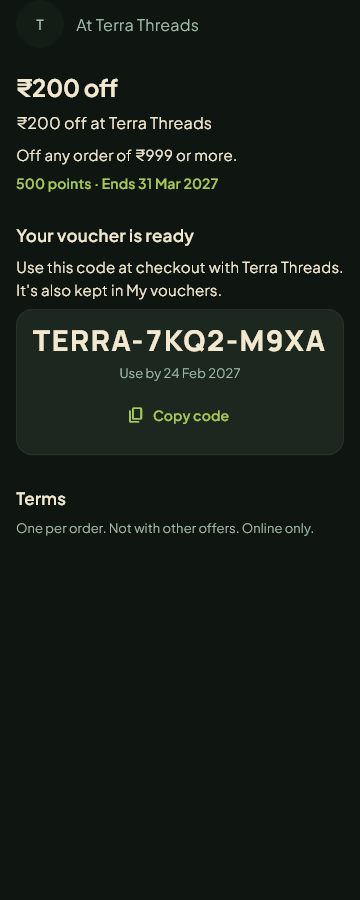 T
At Terra Threads
₹200 off
₹200 off at Terra Threads
Off any order of ₹999 or more.
500 points · Ends 31 Mar 2027
Your voucher is ready
Use this code at checkout with Terra Threads.
It's also kept in My vouchers.
TERRA-7KQ2-M9XA
Use by 24 Feb 2027
Copy code
Terms
One per order. Not with other offers. Online only.